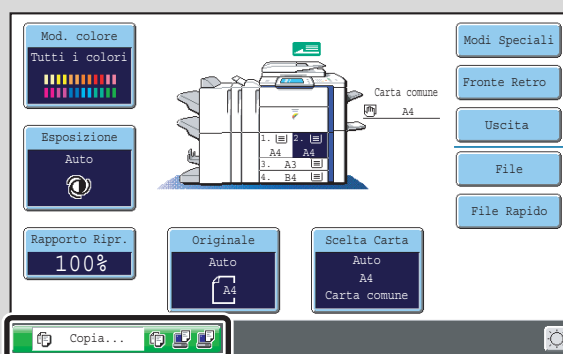 Mod. colore
Tutti i colori
Esposizione
Auto
Rapporto Ripr.
100%
Carta comune
A4
1. 2.
A4 A4
3. A3
4. B4
Originale
Auto
A4
Scelta Carta
Auto
A4
Carta comune
Modi Speciali
Fronte Retro
Uscita
File
File Rapido
Copia...